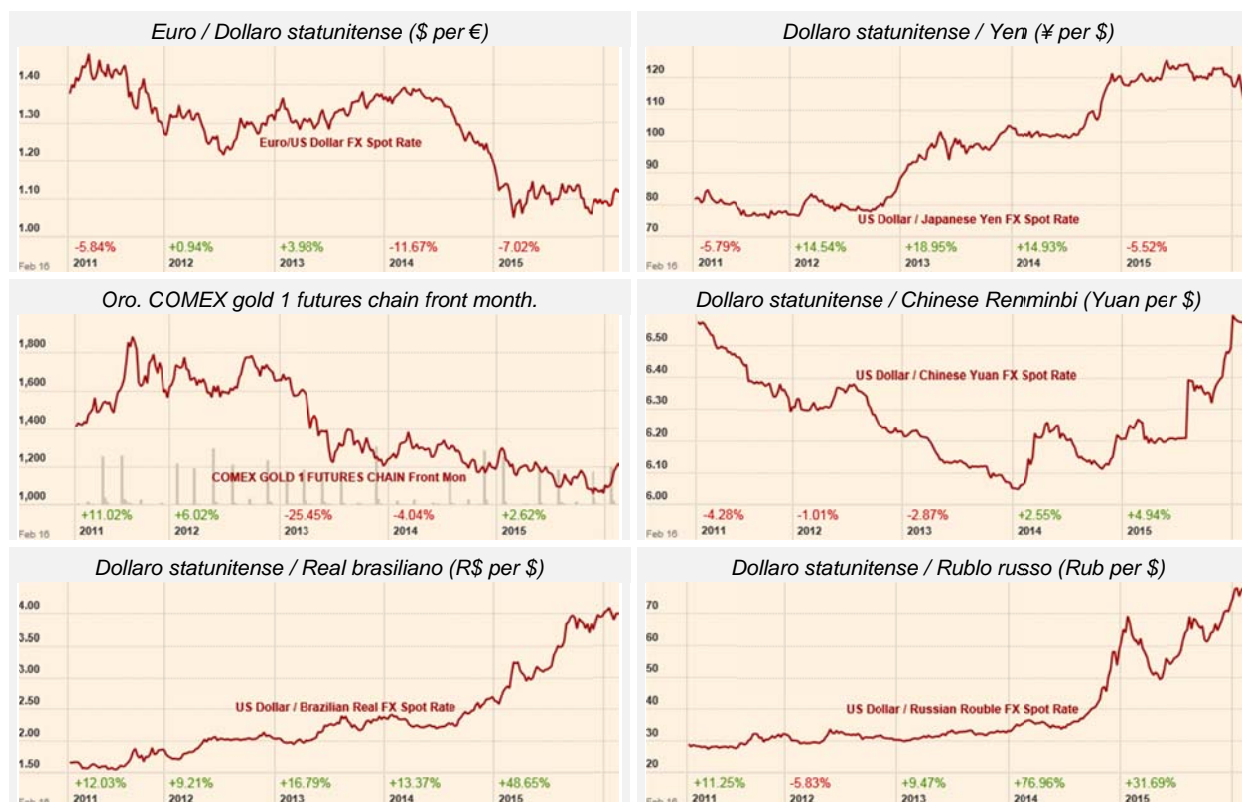 Euro / Dollaro statunitense ($ per €)
1.40
1.30
1.20
1.10
1.00
Euro/US Dollar FX Spot Rate
-5.84% +0.94% +3.98% -11.67% -7.02%
Feb 16 2011 2012 2013 2014 2015
Dollaro statunitense / Yen (¥ per $)
120
110
100
90
80
70
US Dollar / Japanese Yen FX Spot Rate
-5.79% +14.54% +18.95% +14.93% -5.52%
Feb 16 2011 2012 2013 2014 2015
Oro. COMEX gold 1 futures chain front month.
1,800
1,600
1,400
1,200
1,000
COMEX GOLD 1 FUTURES CHAIN Front Mon
+11.02% +6.02% -25.45% -4.04% +2.62%
Feb 16 2011 2012 2013 2014 2015
Dollaro statunitense / Chinese Renminbi (Yuan per $)
6.50
6.40
6.30
6.20
6.10
6.00
US Dollar / Chinese Yuan FX Spot Rate
-4.28% -1.01% -2.87% +2.55% +4.94%
Feb 16 2011 2012 2013 2014 2015
Dollaro statunitense / Real brasiliano (R$ per $)
4.00
3.50
3.00
2.50
2.00
1.50
US Dollar / Brazilian Real FX Spot Rate
+12.03% +9.21% +16.79% +13.37% +48.65%
Feb 16 2011 2012 2013 2014 2015
Dollaro statunitense / Rublo russo (Rub per $)
70
60
50
40
30
20
US Dollar / Russian Rouble FX Spot Rate
+11.25% -5.83% +9.47% +76.96% +31.69%
Feb 16 2011 2012 2013 2014 2015